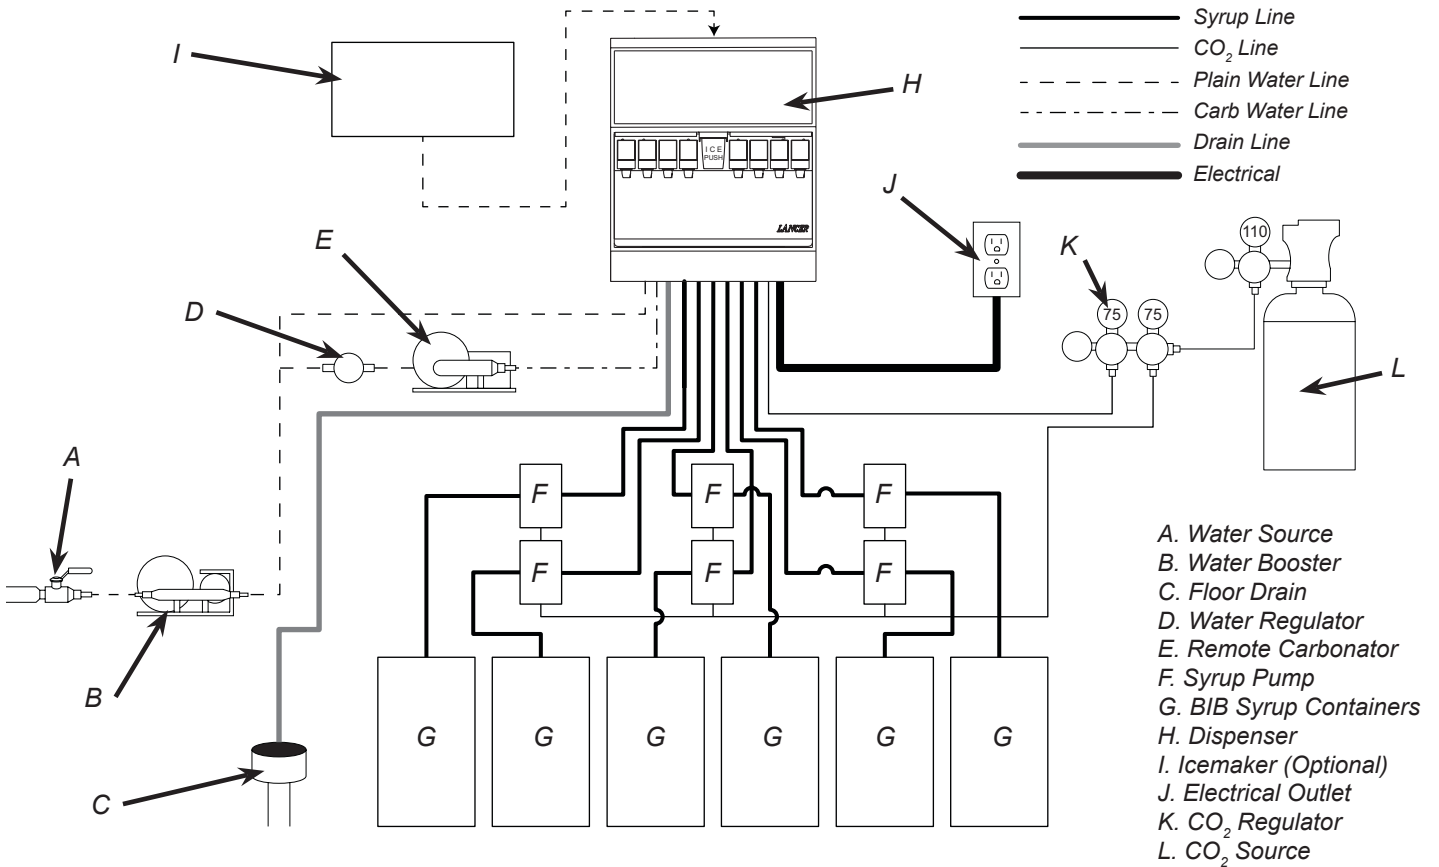 Syrup Line
CO₂ Line
Plain Water Line
Carb Water Line
Drain Line
Electrical
I
H
ICE
PUSH
LANCER
J
E
D
K
110
75
75
L
A
B
C
F
F
F
F
F
F
G
G
G
G
G
G
A. Water Source
B. Water Booster
C. Floor Drain
D. Water Regulator
E. Remote Carbonator
F. Syrup Pump
G. BIB Syrup Containers
H. Dispenser
I. Icemaker (Optional)
J. Electrical Outlet
K. CO₂ Regulator
L. CO₂ Source